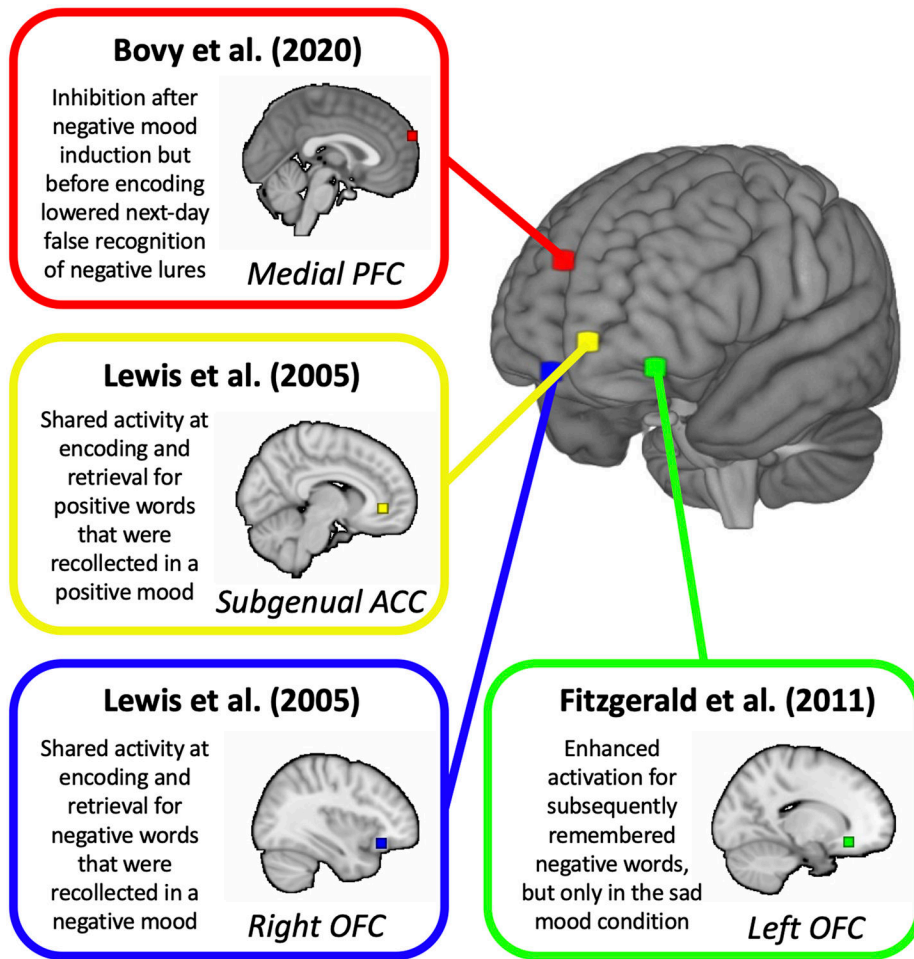 Bovy et al. (2020)
Inhibition after
negative mood
induction but
before encoding
lowered next-day
false recognition
of negative lures
Medial PFC
Lewis et al. (2005)
Shared activity at
encoding and
retrieval for
positive words
that were
recollected in a
positive mood
Subgenual ACC
Lewis et al. (2005)
Shared activity at
encoding and
retrieval for
negative words
that were
recollected in a
negative mood
Right OFC
Fitzgerald et al. (2011)
Enhanced
activation for
subsequently
remembered
negative words,
but only in the sad
mood condition
Left OFC